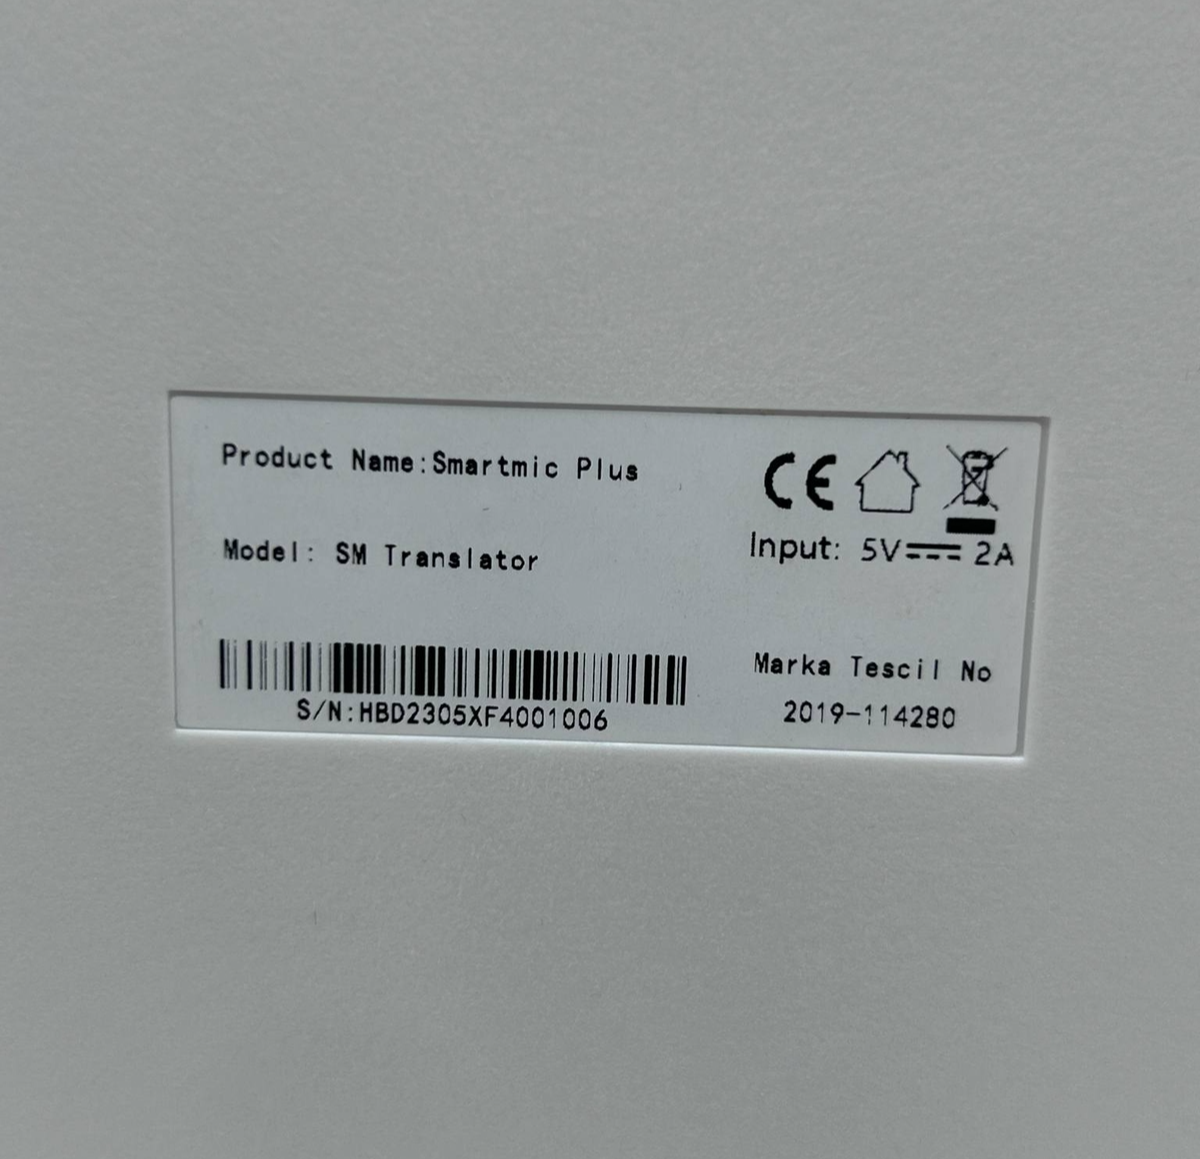 Product Name:Smartmic Plus
CE
Input: 5V⎓ 2A
Model: SM Translator
S/N:HBD2305XF4001006
Marka Tescil No
2019-114280